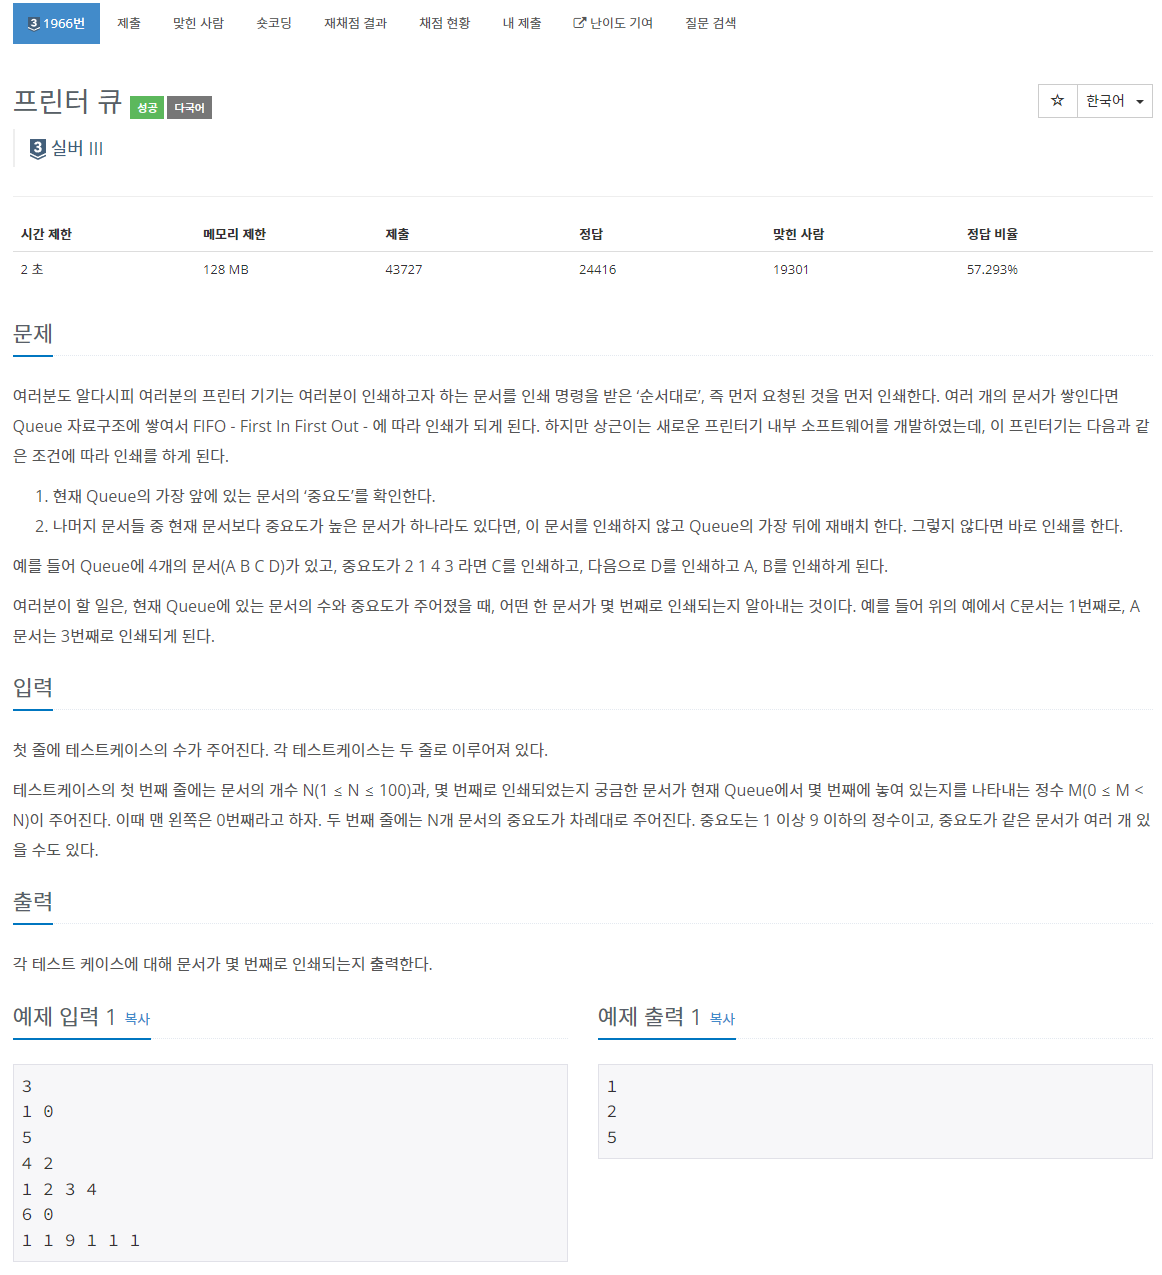 3 1966번 제출 맞힌 사람 숏코딩 재채점 결과 채점 현황 내 제출 난이도 기여 질문 검색
프린터 큐 성공 다국어 ☆ 한국어
3 실버 III
시간 제한 메모리 제한 제출 정답 맞힌 사람 정답 비율
2 초 128 MB 43727 24416 19301 57.293%
문제
여러분도 알다시피 여러분의 프린터 기기는 여러분이 인쇄하고자 하는 문서를 인쇄 명령을 받은 ‘순서대로’, 즉 먼저 요청된 것을 먼저 인쇄한다. 여러 개의 문서가 쌓인다면
Queue 자료구조에 쌓여서 FIFO - First In First Out - 에 따라 인쇄가 되게 된다. 하지만 상근이는 새로운 프린터기 내부 소프트웨어를 개발하였는데, 이 프린터기는 다음과 같
은 조건에 따라 인쇄를 하게 된다.
1. 현재 Queue의 가장 앞에 있는 문서의 ‘중요도’를 확인한다.
2. 나머지 문서들 중 현재 문서보다 중요도가 높은 문서가 하나라도 있다면, 이 문서를 인쇄하지 않고 Queue의 가장 뒤에 재배치 한다. 그렇지 않다면 바로 인쇄를 한다.
예를 들어 Queue에 4개의 문서(A B C D)가 있고, 중요도가 2 1 4 3 라면 C를 인쇄하고, 다음으로 D를 인쇄하고 A, B를 인쇄하게 된다.
여러분이 할 일은, 현재 Queue에 있는 문서의 수와 중요도가 주어졌을 때, 어떤 한 문서가 몇 번째로 인쇄되는지 알아내는 것이다. 예를 들어 위의 예에서 C문서는 1번째로, A
문서는 3번째로 인쇄되게 된다.
입력
첫 줄에 테스트케이스의 수가 주어진다. 각 테스트케이스는 두 줄로 이루어져 있다.
테스트케이스의 첫 번째 줄에는 문서의 개수 N(1 ≤ N ≤ 100)과, 몇 번째로 인쇄되었는지 궁금한 문서가 현재 Queue에서 몇 번째에 놓여 있는지를 나타내는 정수 M(0 ≤ M <
N)이 주어진다. 이때 맨 왼쪽은 0번째라고 하자. 두 번째 줄에는 N개 문서의 중요도가 차례대로 주어진다. 중요도는 1 이상 9 이하의 정수이고, 중요도가 같은 문서가 여러 개 있
을 수도 있다.
출력
각 테스트 케이스에 대해 문서가 몇 번째로 인쇄되는지 출력한다.
예제 입력 1 복사
3
1 0
5
4 2
1 2 3 4
6 0
1 1 9 1 1 1
예제 출력 1 복사
1
2
5